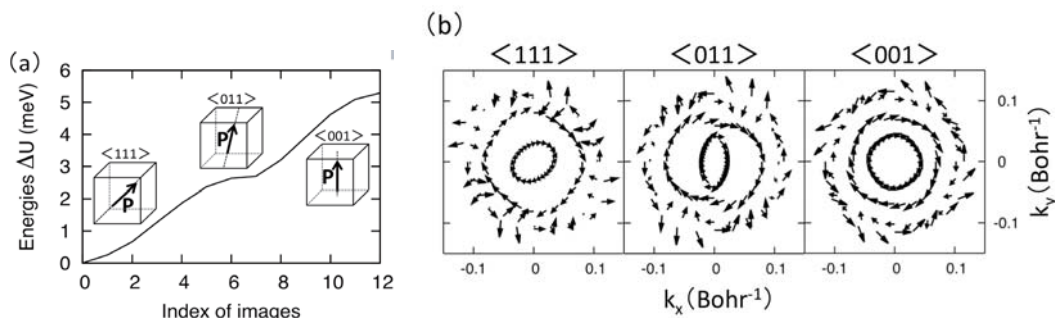 (a)
Energies ΔU (meV)
6
5
4
3
2
1
0
0 2 4 6 8 10 12
Index of images
<111>
P
<011>
P
<001>
P
(b)
<111> <011> <001>
0.1
0
-0.1
-0.1 0 0.1 -0.1 0 0.1 -0.1 0 0.1
kx (Bohr-1)
ky (Bohr-1)